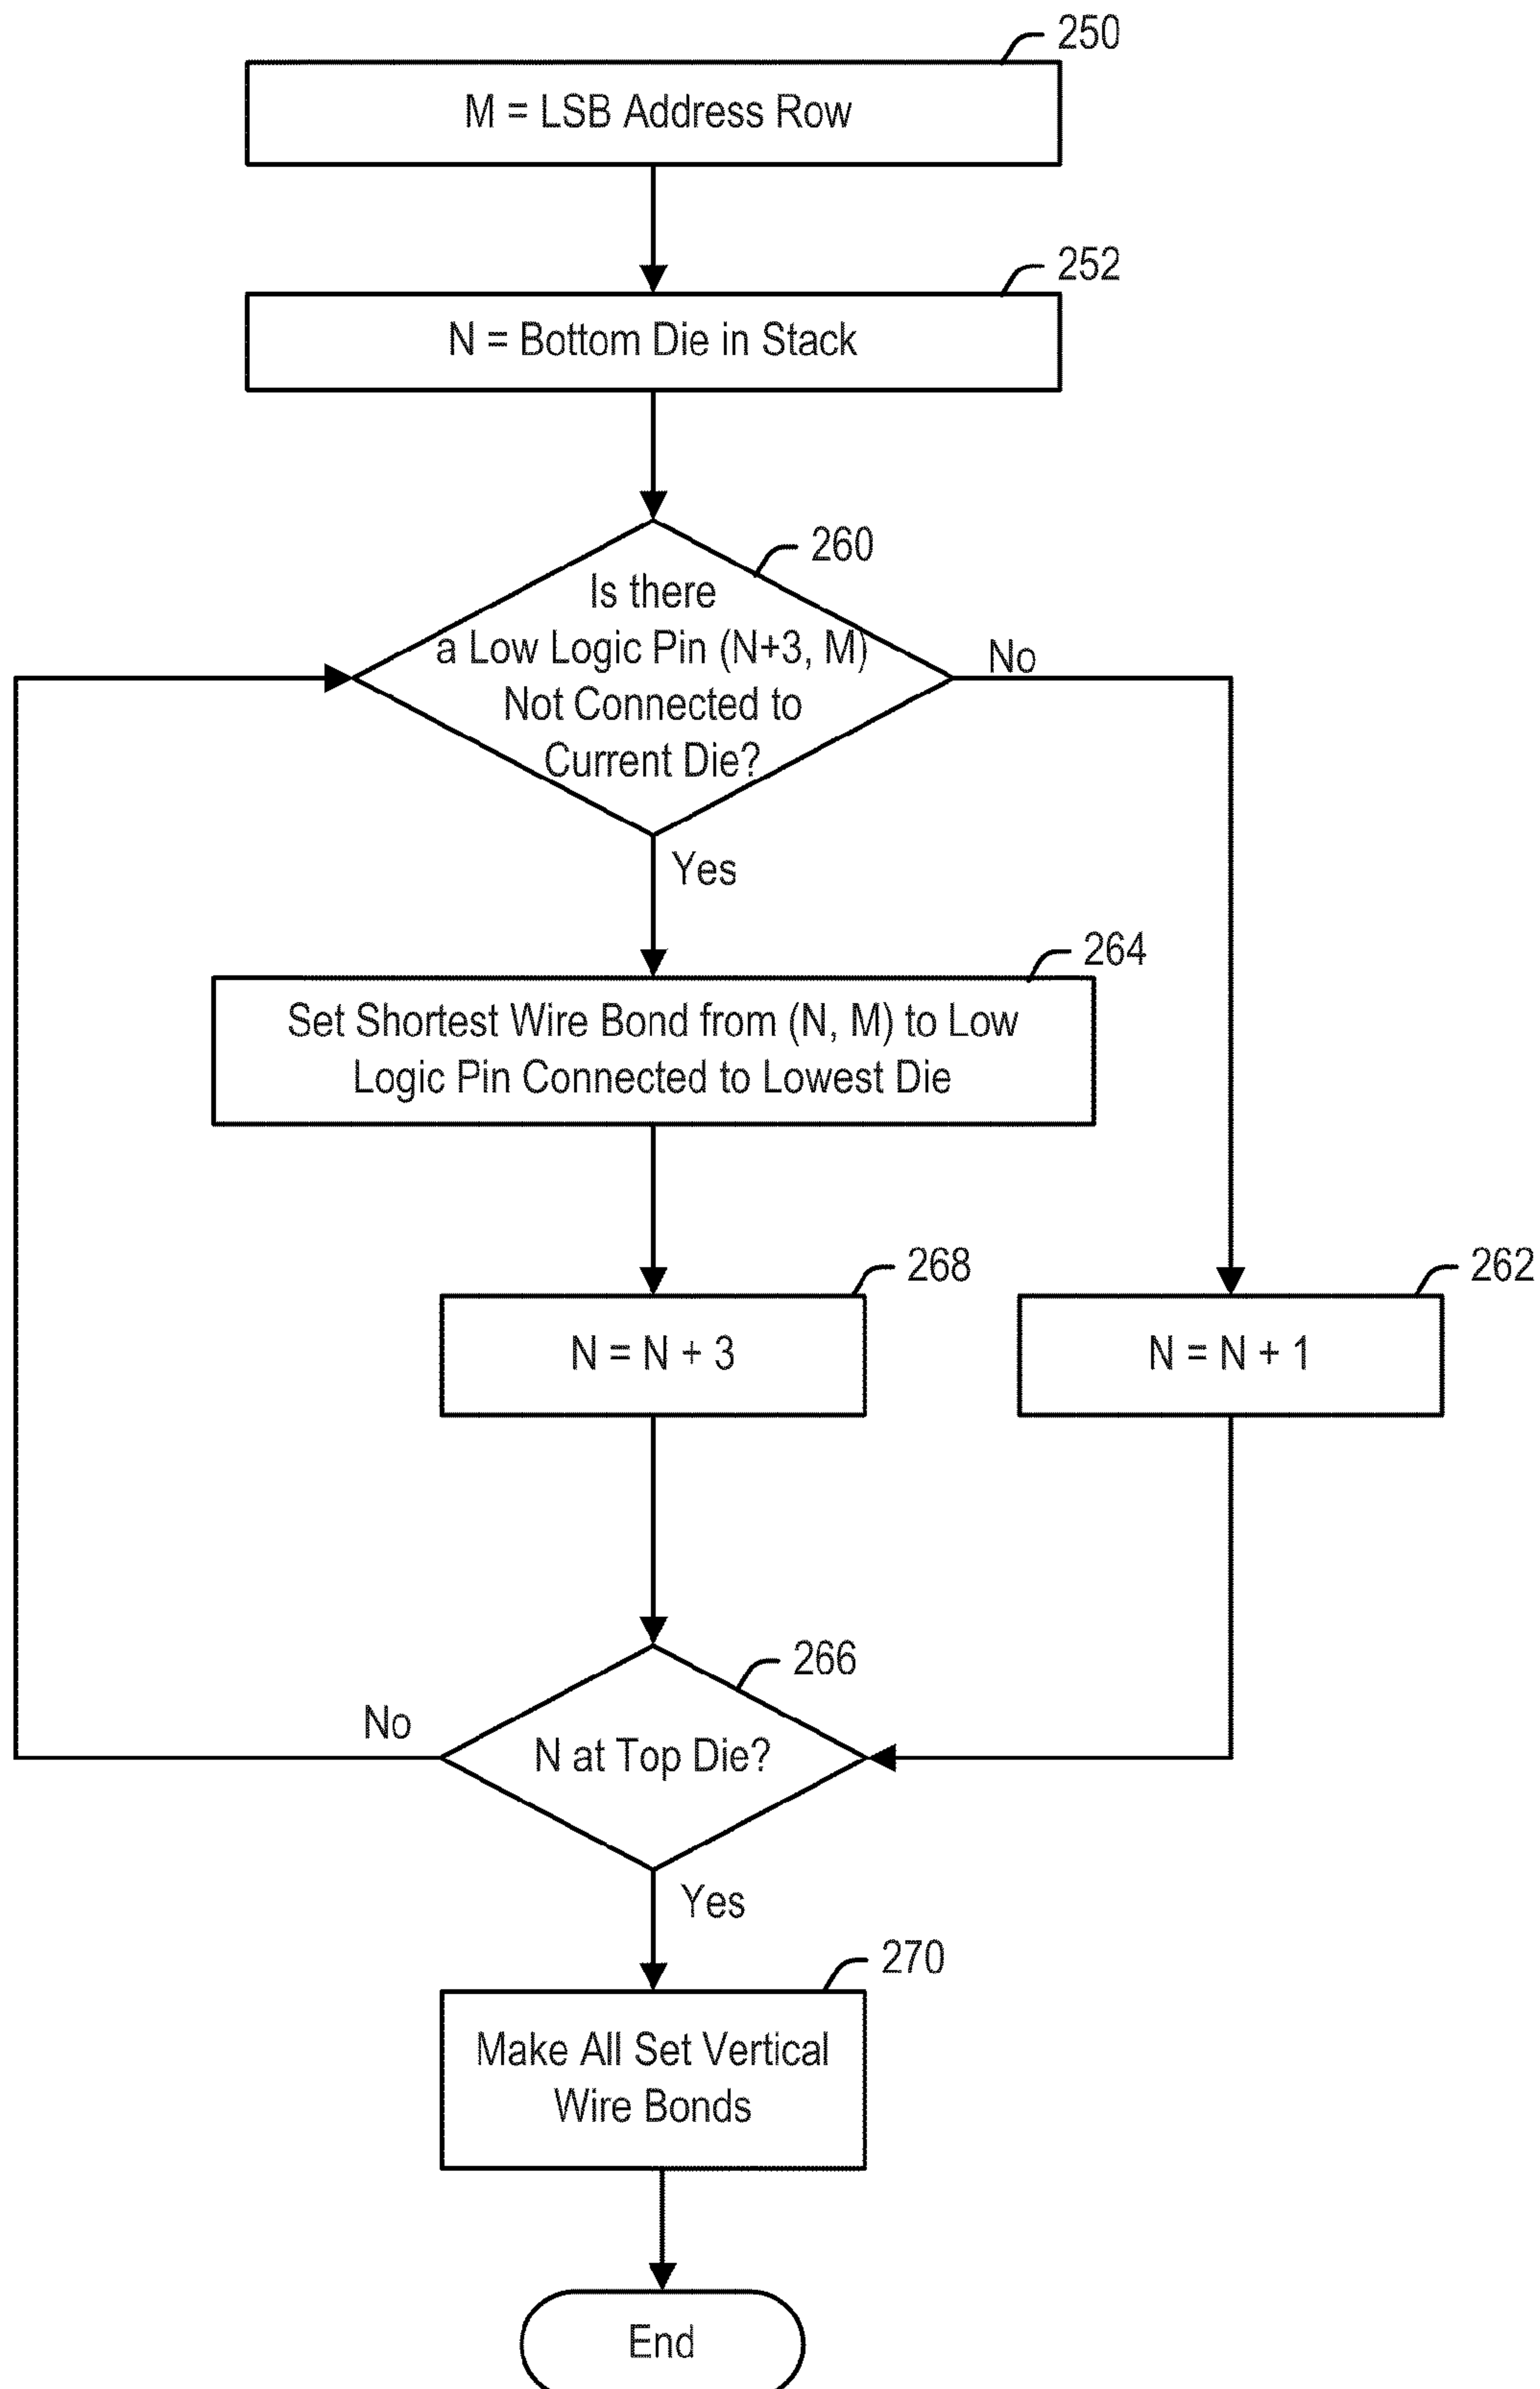 250
M = LSB Address Row
252
N = Bottom Die in Stack
260
Is there
a Low Logic Pin (N+3, M)
Not Connected to
Current Die?
No
Yes
264
Set Shortest Wire Bond from (N, M) to Low
Logic Pin Connected to Lowest Die
268
N = N + 3
262
N = N + 1
266
No
N at Top Die?
Yes
270
Make All Set Vertical
Wire Bonds
End